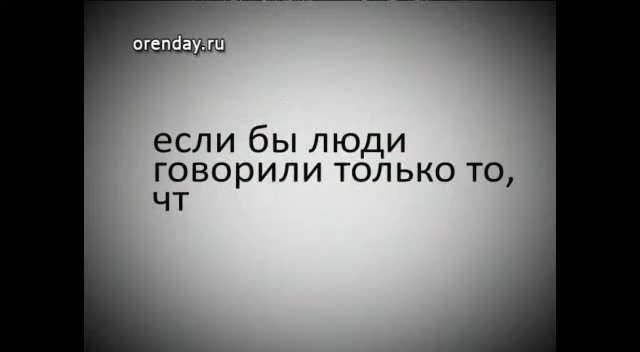 orenday.ru
если бы люди
говорили только то,
чт